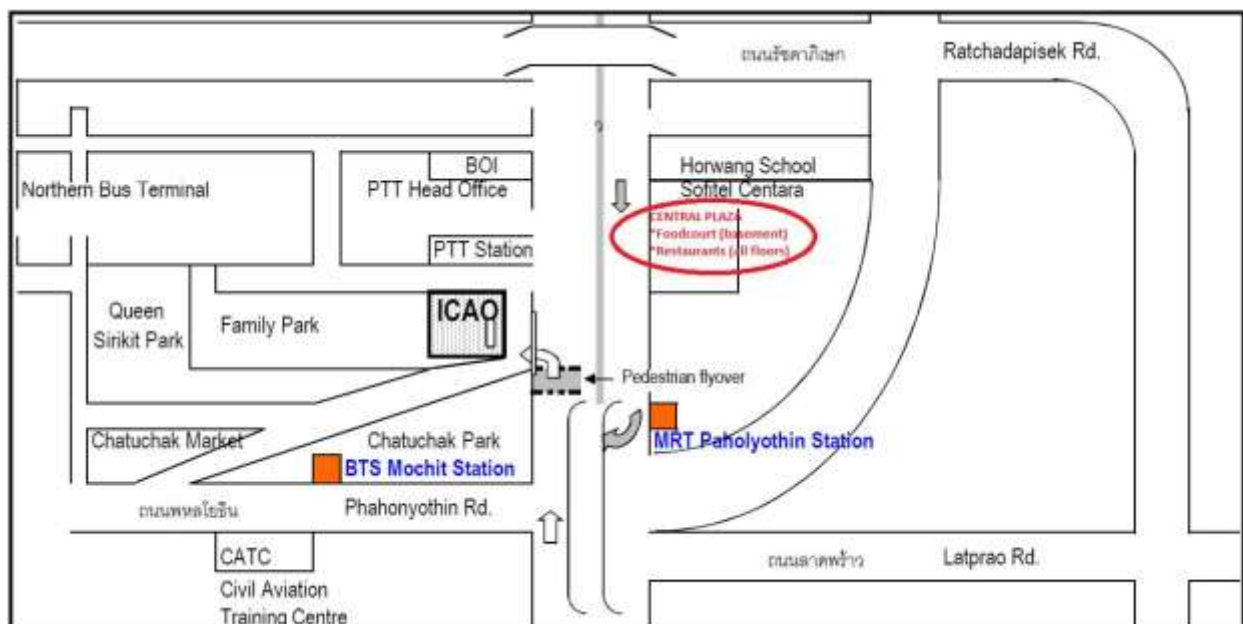 ถนนรัชดาภิเษก
Ratchadapisek Rd.
BOI
Horwang School
Northern Bus Terminal
PTT Head Office
Sofitel Centara
CENTRAL PLAZA
*Foodcourt (basement)
*Restaurants (all floors)
PTT Station
ICAO
Queen
Sirikit Park
Family Park
Pedestrian flyover
Chatuchak Market
Chatuchak Park
MRT Paholyothin Station
BTS Mochit Station
ถนนพหลโยธิน
Phahonyothin Rd.
CATC
ถนนลาดพร้าว
Latprao Rd.
Civil Aviation
Training Centre